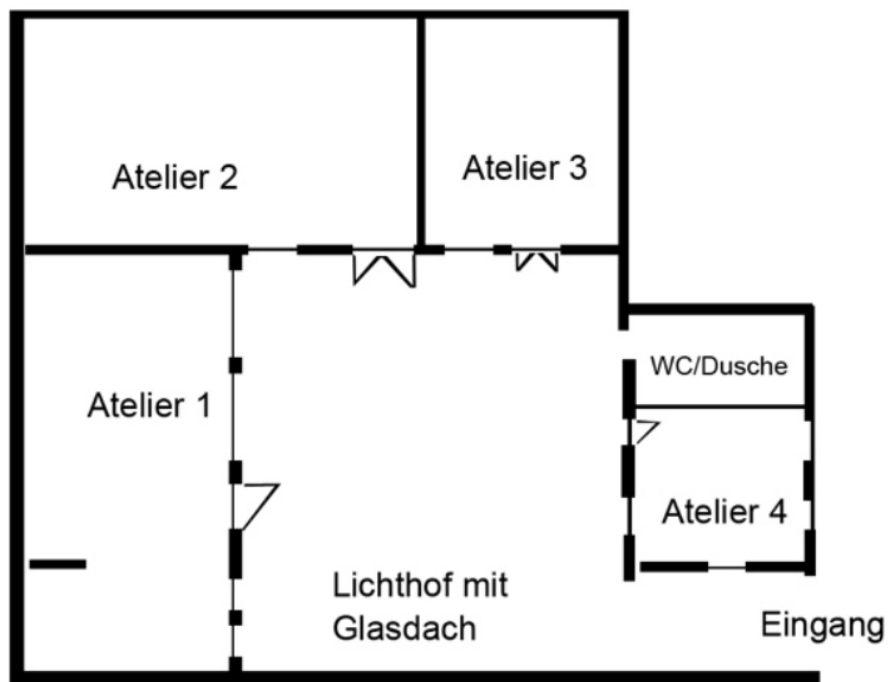 Atelier 2
Atelier 3
WC/Dusche
Atelier 1
Atelier 4
Lichthof mit
Glasdach
Eingang